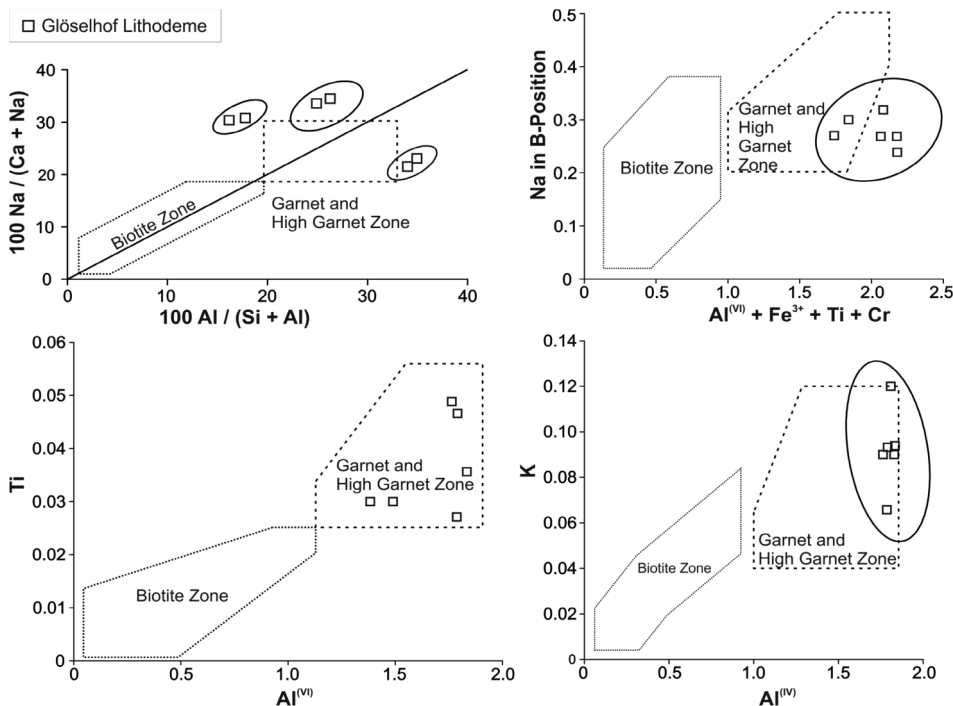 Glöselhof Lithodeme
100 Na / (Ca + Na)
40
30
20
10
0
Biotite Zone
Garnet and
High Garnet Zone
0
10
20
30
40
100 Al / (Si + Al)
Na in B-Position
0.5
0.4
0.3
0.2
0.1
0
Biotite Zone
Garnet and
High
Garnet
Zone
0
0.5
1.0
1.5
2.0
2.5
Al(VI) + Fe3+ + Ti + Cr
Ti
0.06
0.05
0.04
0.03
0.02
0.01
0
Garnet and
High Garnet Zone
Biotite Zone
0
0.5
1.0
1.5
2.0
Al(VI)
K
0.14
0.12
0.10
0.08
0.06
0.04
0.02
0
Biotite Zone
Garnet and
High Garnet Zone
0
0.5
1.0
1.5
2.0
Al(IV)